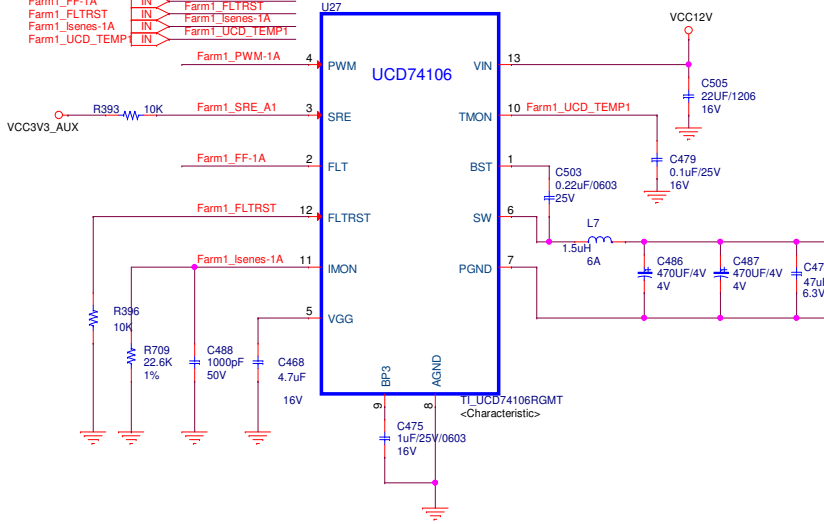 Farm1_FF-1A IN
Farm1_FLTRST IN Farm1_FLTRST
Farm1_Isenes-1A IN Farm1_Isenes-1A
Farm1_UCD_TEMP1 IN Farm1_UCD_TEMP1
U27
VCC12V
Farm1_PWM-1A 4 PWM
UCD74106
VIN 13
C505
22UF/1206
16V
VCC3V3_AUX
R393 10K Farm1_SRE_A1 3 SRE
TMON 10 Farm1_UCD_TEMP1
C479
0.1uF/25V
16V
Farm1_FF-1A 2 FLT
BST 1
C503
0.22uF/0603
25V
Farm1_FLTRST 12 FLTRST
SW 6
L7
1.5uH
6A
Farm1_Isenes-1A 11 IMON
PGND 7
C486
470UF/4V
4V
C487
470UF/4V
4V
6.3V
5 VGG
R396
10K
R709
22.6K
1%
C488
1000pF
50V
C468
4.7uF
16V
BP3
AGND
9
8
TI_UCD74106RGMT
<Characteristic>
C475
1uF/25V/0603
16V